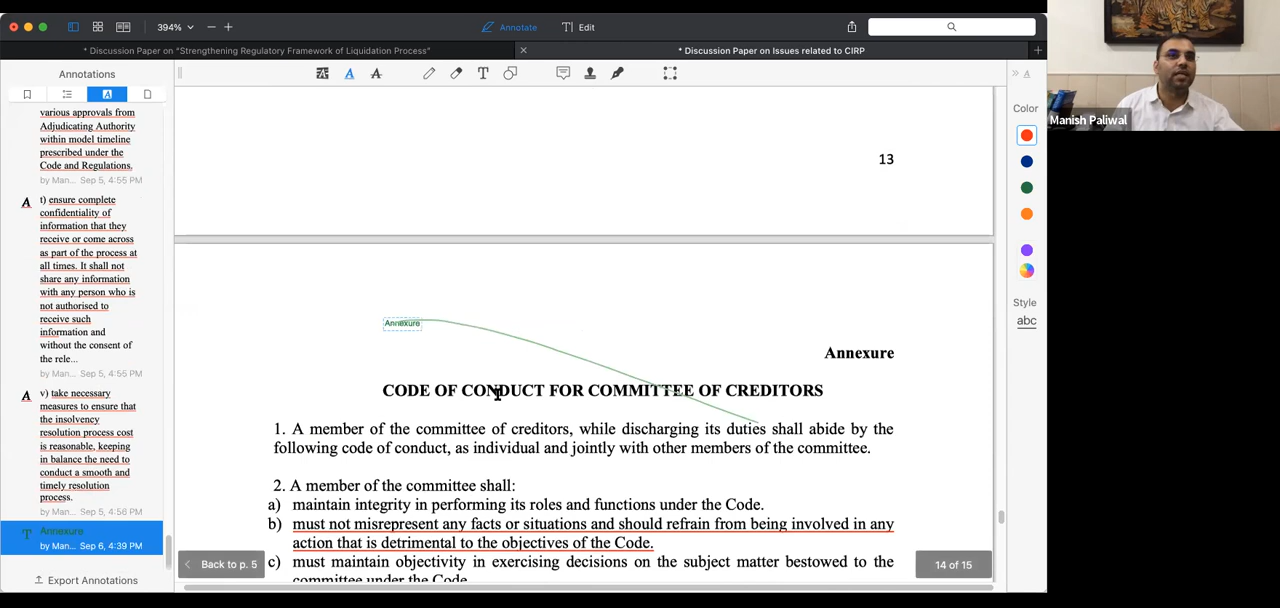 394%
Annotate
Edit
* Discussion Paper on "Strengthening Regulatory Framework of Liquidation Process"
* Discussion Paper on Issues related to CIRP
Annotations
various approvals from
Adjudicating Authority
within model timeline
prescribed under the
Code and Regulations.
by Man... Sep 5, 4:55 PM
A t) ensure complete
confidentiality of
information that they
receive or come across
as part of the process at
all times. It shall not
share any information
with any person who is
not authorised to
receive such
information and
without the consent of
the rele...
by Man... Sep 5, 4:55 PM
A v) take necessary
measures to ensure that
the insolvency
resolution process cost
is reasonable, keeping
in balance the need to
conduct a smooth and
timely resolution
process.
by Man... Sep 5, 4:56 PM
T Annexure
by Man... Sep 6, 4:39 PM
Export Annotations
13
Annexure
Annexure
CODE OF CONDUCT FOR COMMITTEE OF CREDITORS
1. A member of the committee of creditors, while discharging its duties shall abide by the
following code of conduct, as individual and jointly with other members of the committee.
2. A member of the committee shall:
a) maintain integrity in performing its roles and functions under the Code.
b) must not misrepresent any facts or situations and should refrain from being involved in any
action that is detrimental to the objectives of the Code.
c) must maintain objectivity in exercising decisions on the subject matter bestowed to the
committee under the Code.
Back to p. 5
14 of 15
Color
Style
abc
Manish Paliwal